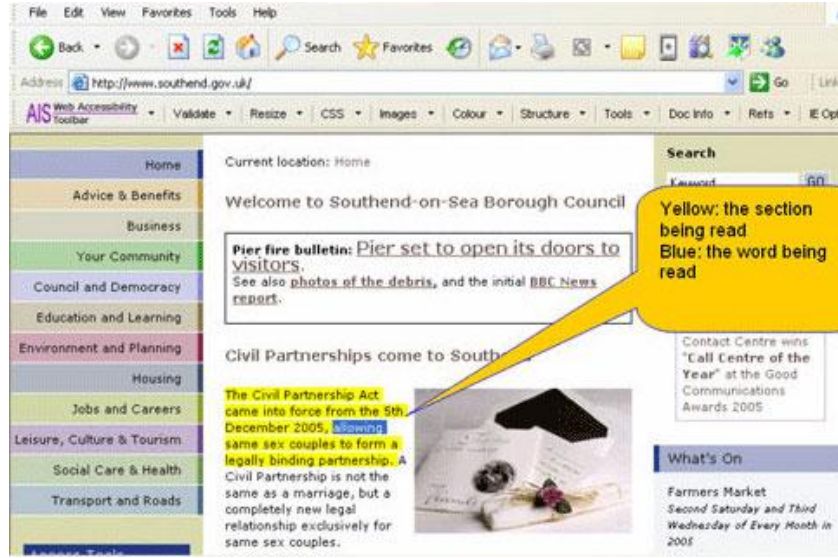 File Edit View Favorites Tools Help
Back Search Favorites
Address http://www.southend.gov.uk/ Go
AIS Web Accessibility Toolbar Validate Resize CSS Images Colour Structure Tools Doc Info Refs
Home
Advice & Benefits
Business
Your Community
Council and Democracy
Education and Learning
Environment and Planning
Housing
Jobs and Careers
Leisure, Culture & Tourism
Social Care & Health
Transport and Roads
Access Tools
Current location: Home
Welcome to Southend-on-Sea Borough Council
Pier fire bulletin: Pier set to open its doors to
visitors.
See also photos of the debris, and the initial BBC News
report.
Civil Partnerships come to
The Civil Partnership Act
came into force from the 5th
December 2005, allowing
same sex couples to form a
legally binding partnership. A
Civil Partnership is not the
same as a marriage, but a
completely new legal
relationship exclusively for
same sex couples.
Search
Keyword GO
Yellow: the section
being read
Blue: the word being
read
Contact Centre wins
"Call Centre of the
Year" at the Good
Communications
Awards 2005
What's On
Farmers Market
Second Saturday and Third
Wednesday of Every Month in
2005